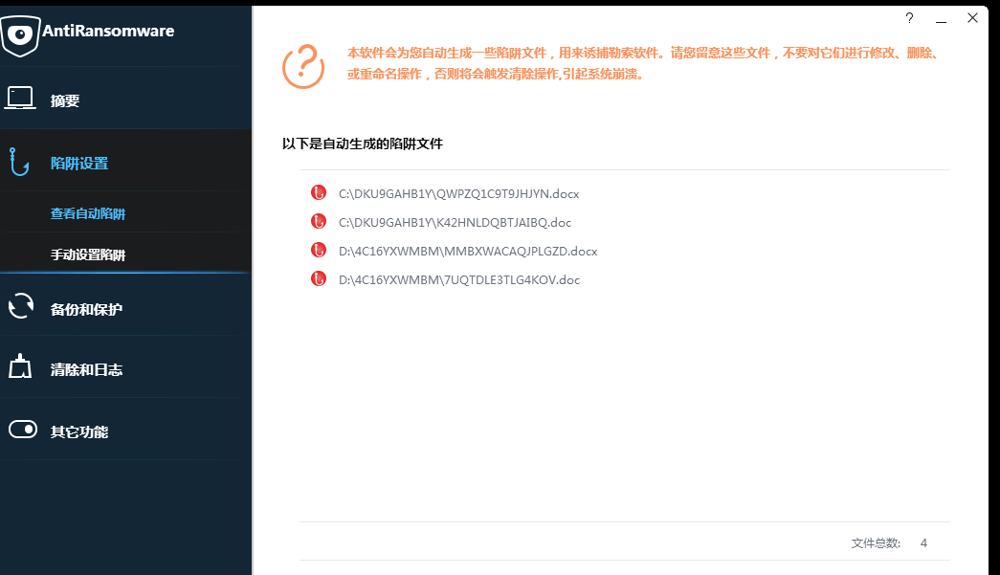 AntiRansomware
摘要
陷阱设置
查看自动陷阱
手动设置陷阱
备份和保护
清除和日志
其它功能
?
本软件会为您自动生成一些陷阱文件，用来诱捕勒索软件。请您留意这些文件，不要对它们进行修改、删除、
或重命名操作，否则将会触发清除操作,引起系统崩溃。
以下是自动生成的陷阱文件
C:\DKU9GAHB1Y\QWPZQ1C9T9JHJYN.docx
C:\DKU9GAHB1Y\K42HNLDQBTJAIBQ.doc
D:\4C16YXWMBM\MMBXWACAQJPLGZD.docx
D:\4C16YXWMBM\7UQTDLE3TLG4KOV.doc
文件总数: 4